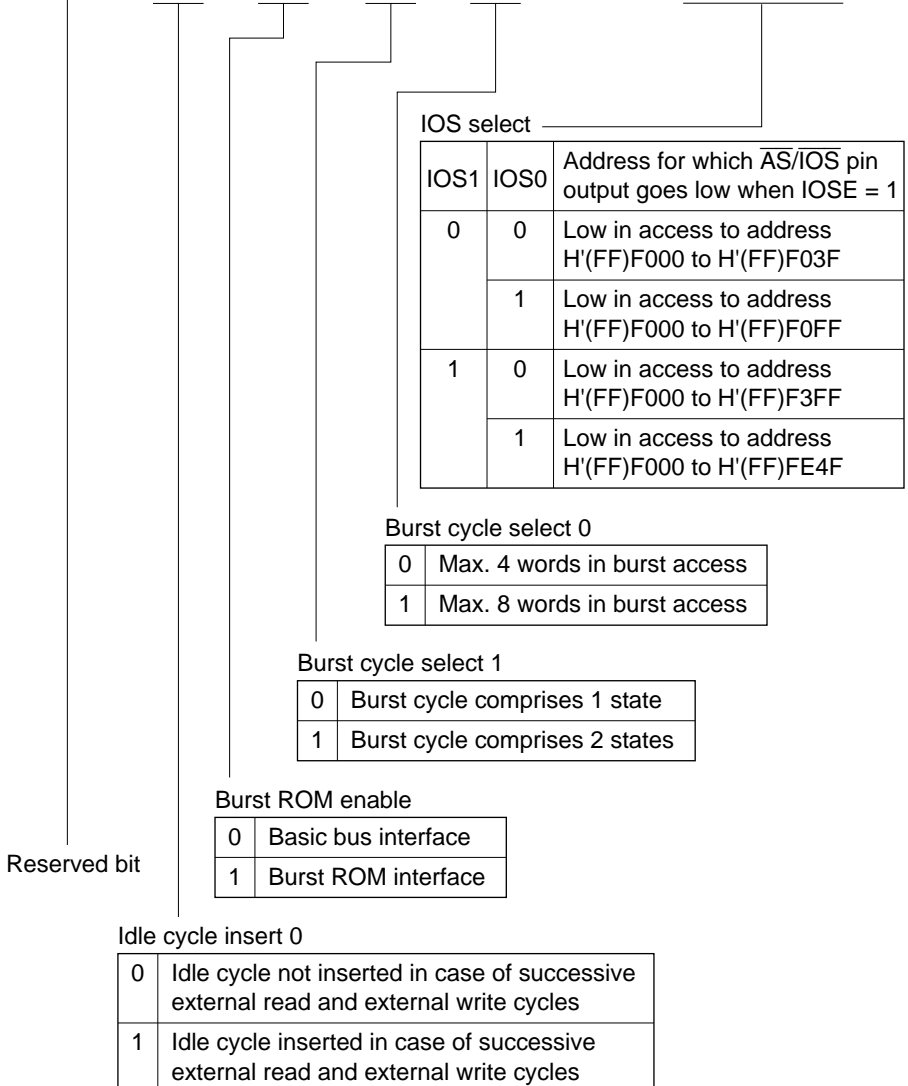 IOS select
IOS1 IOS0 Address for which AS/IOS pin
output goes low when IOSE = 1
0 0 Low in access to address
H'(FF)F000 to H'(FF)F03F
1 Low in access to address
H'(FF)F000 to H'(FF)F0FF
1 0 Low in access to address
H'(FF)F000 to H'(FF)F3FF
1 Low in access to address
H'(FF)F000 to H'(FF)FE4F
Burst cycle select 0
0 Max. 4 words in burst access
1 Max. 8 words in burst access
Burst cycle select 1
0 Burst cycle comprises 1 state
1 Burst cycle comprises 2 states
Burst ROM enable
0 Basic bus interface
1 Burst ROM interface
Reserved bit
Idle cycle insert 0
0 Idle cycle not inserted in case of successive
external read and external write cycles
1 Idle cycle inserted in case of successive
external read and external write cycles